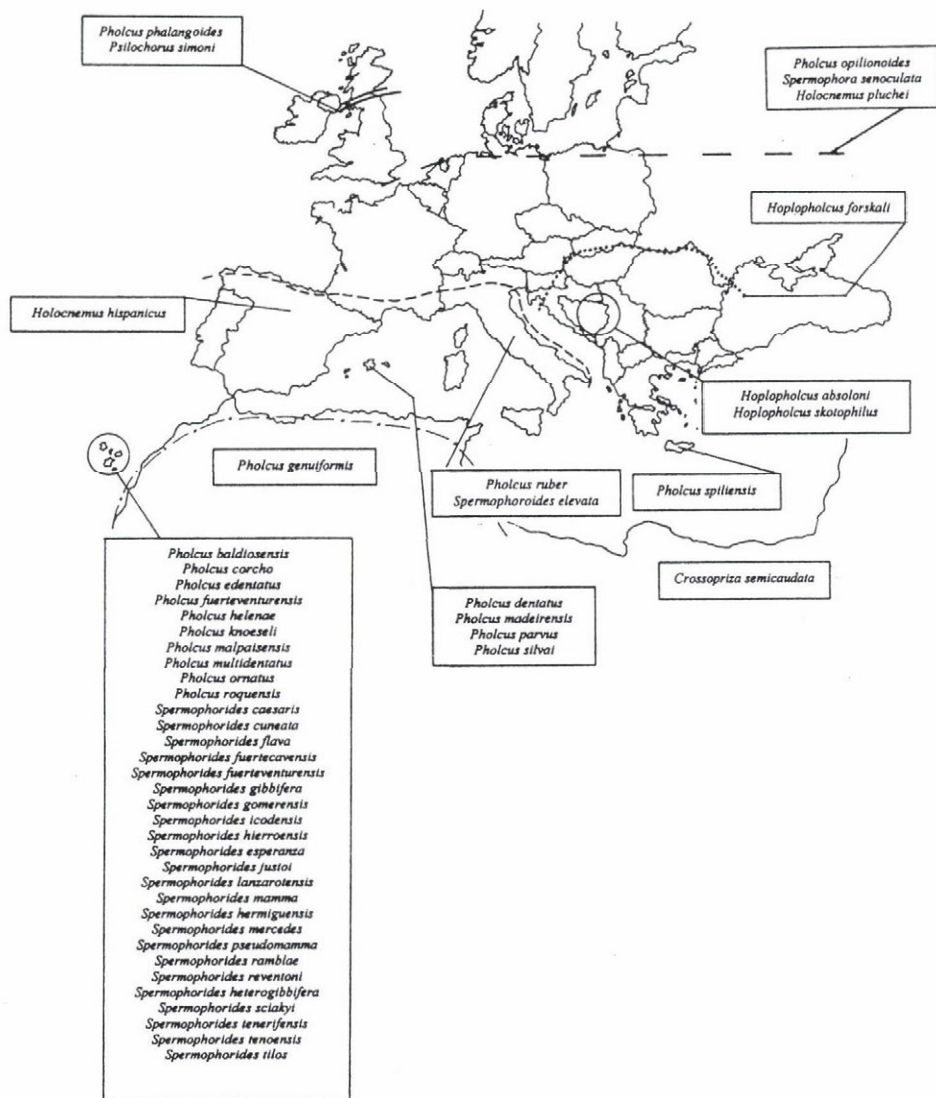 Pholcus phalangoides
Psilochorus simoni
Pholcus opilionoides
Spermophora senoculata
Holocnemus pluchei
Hoplopholcus forskali
Holocnemus hispanicus
Hoplopholcus absoloni
Hoplopholcus skotophilus
Pholcus genuiformis
Pholcus ruber
Spermophoroides elevata
Pholcus spiliensis
Crossopriza semicaudata
Pholcus dentatus
Pholcus madeirensis
Pholcus parvus
Pholcus silvai
Pholcus baldiosensis
Pholcus corcho
Pholcus edentatus
Pholcus fuerteventurensis
Pholcus helenae
Pholcus knoeseli
Pholcus malpaisensis
Pholcus multidentatus
Pholcus ornatus
Pholcus roquensis
Spermophorides caesaris
Spermophorides cuneata
Spermophorides flava
Spermophorides fuertecavensis
Spermophorides fuerteventurensis
Spermophorides gibbifera
Spermophorides gomerensis
Spermophorides icodensis
Spermophorides hierroensis
Spermophorides esperanza
Spermophorides justoi
Spermophorides lanzarotensis
Spermophorides mamma
Spermophorides hermiguensis
Spermophorides mercedes
Spermophorides pseudomamma
Spermophorides ramblae
Spermophorides reventoni
Spermophorides heterogibbifera
Spermophorides sciakyi
Spermophorides tenerifensis
Spermophorides tenoensis
Spermophorides tilos